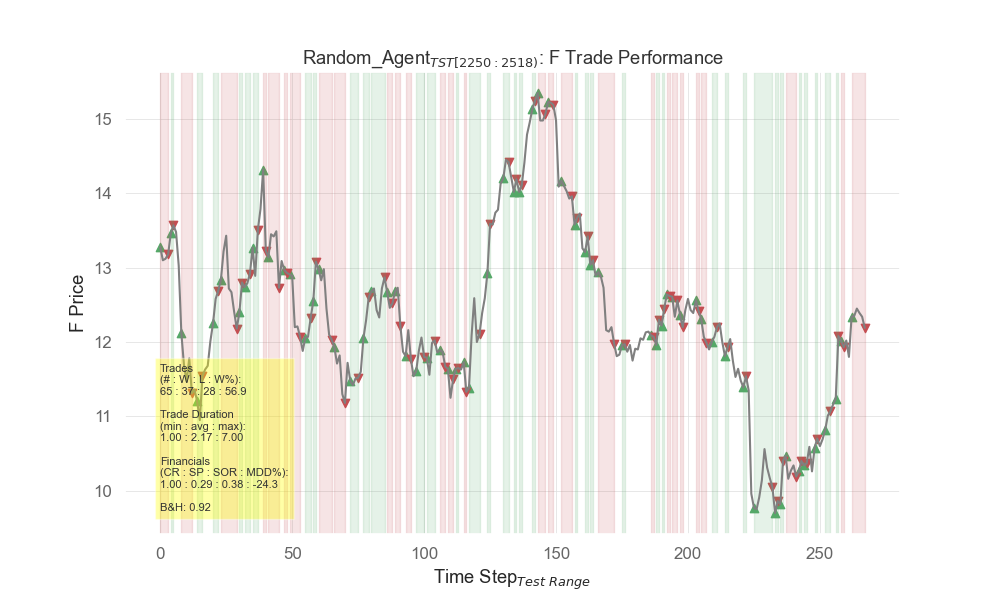 Random_Agent TST[2250 : 2518) : F Trade Performance
15
14
13
12
11
10
F Price
Trades
(# : W : L : W%):
65 : 37 : 28 : 56.9
Trade Duration
(min : avg : max):
1.00 : 2.17 : 7.00
Financials
(CR : SP : SOR : MDD%):
1.00 : 0.29 : 0.38 : -24.3
B&H: 0.92
0 50 100 150 200 250
Time Step Test Range